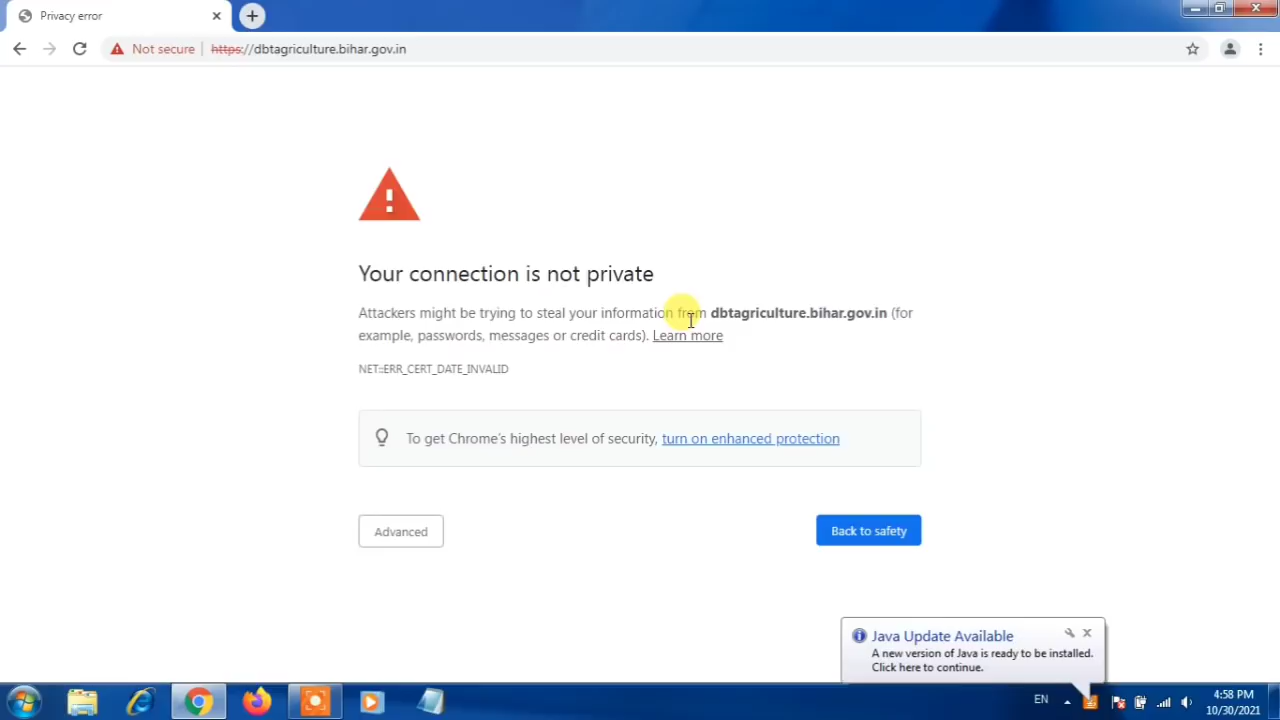 Privacy error
Not secure | https://dbtagriculture.bihar.gov.in
Your connection is not private
Attackers might be trying to steal your information from dbtagriculture.bihar.gov.in (for
example, passwords, messages or credit cards). Learn more
NET::ERR_CERT_DATE_INVALID
To get Chrome's highest level of security, turn on enhanced protection
Advanced
Back to safety
Java Update Available
A new version of Java is ready to be installed.
Click here to continue.
EN
4:58 PM
10/30/2021